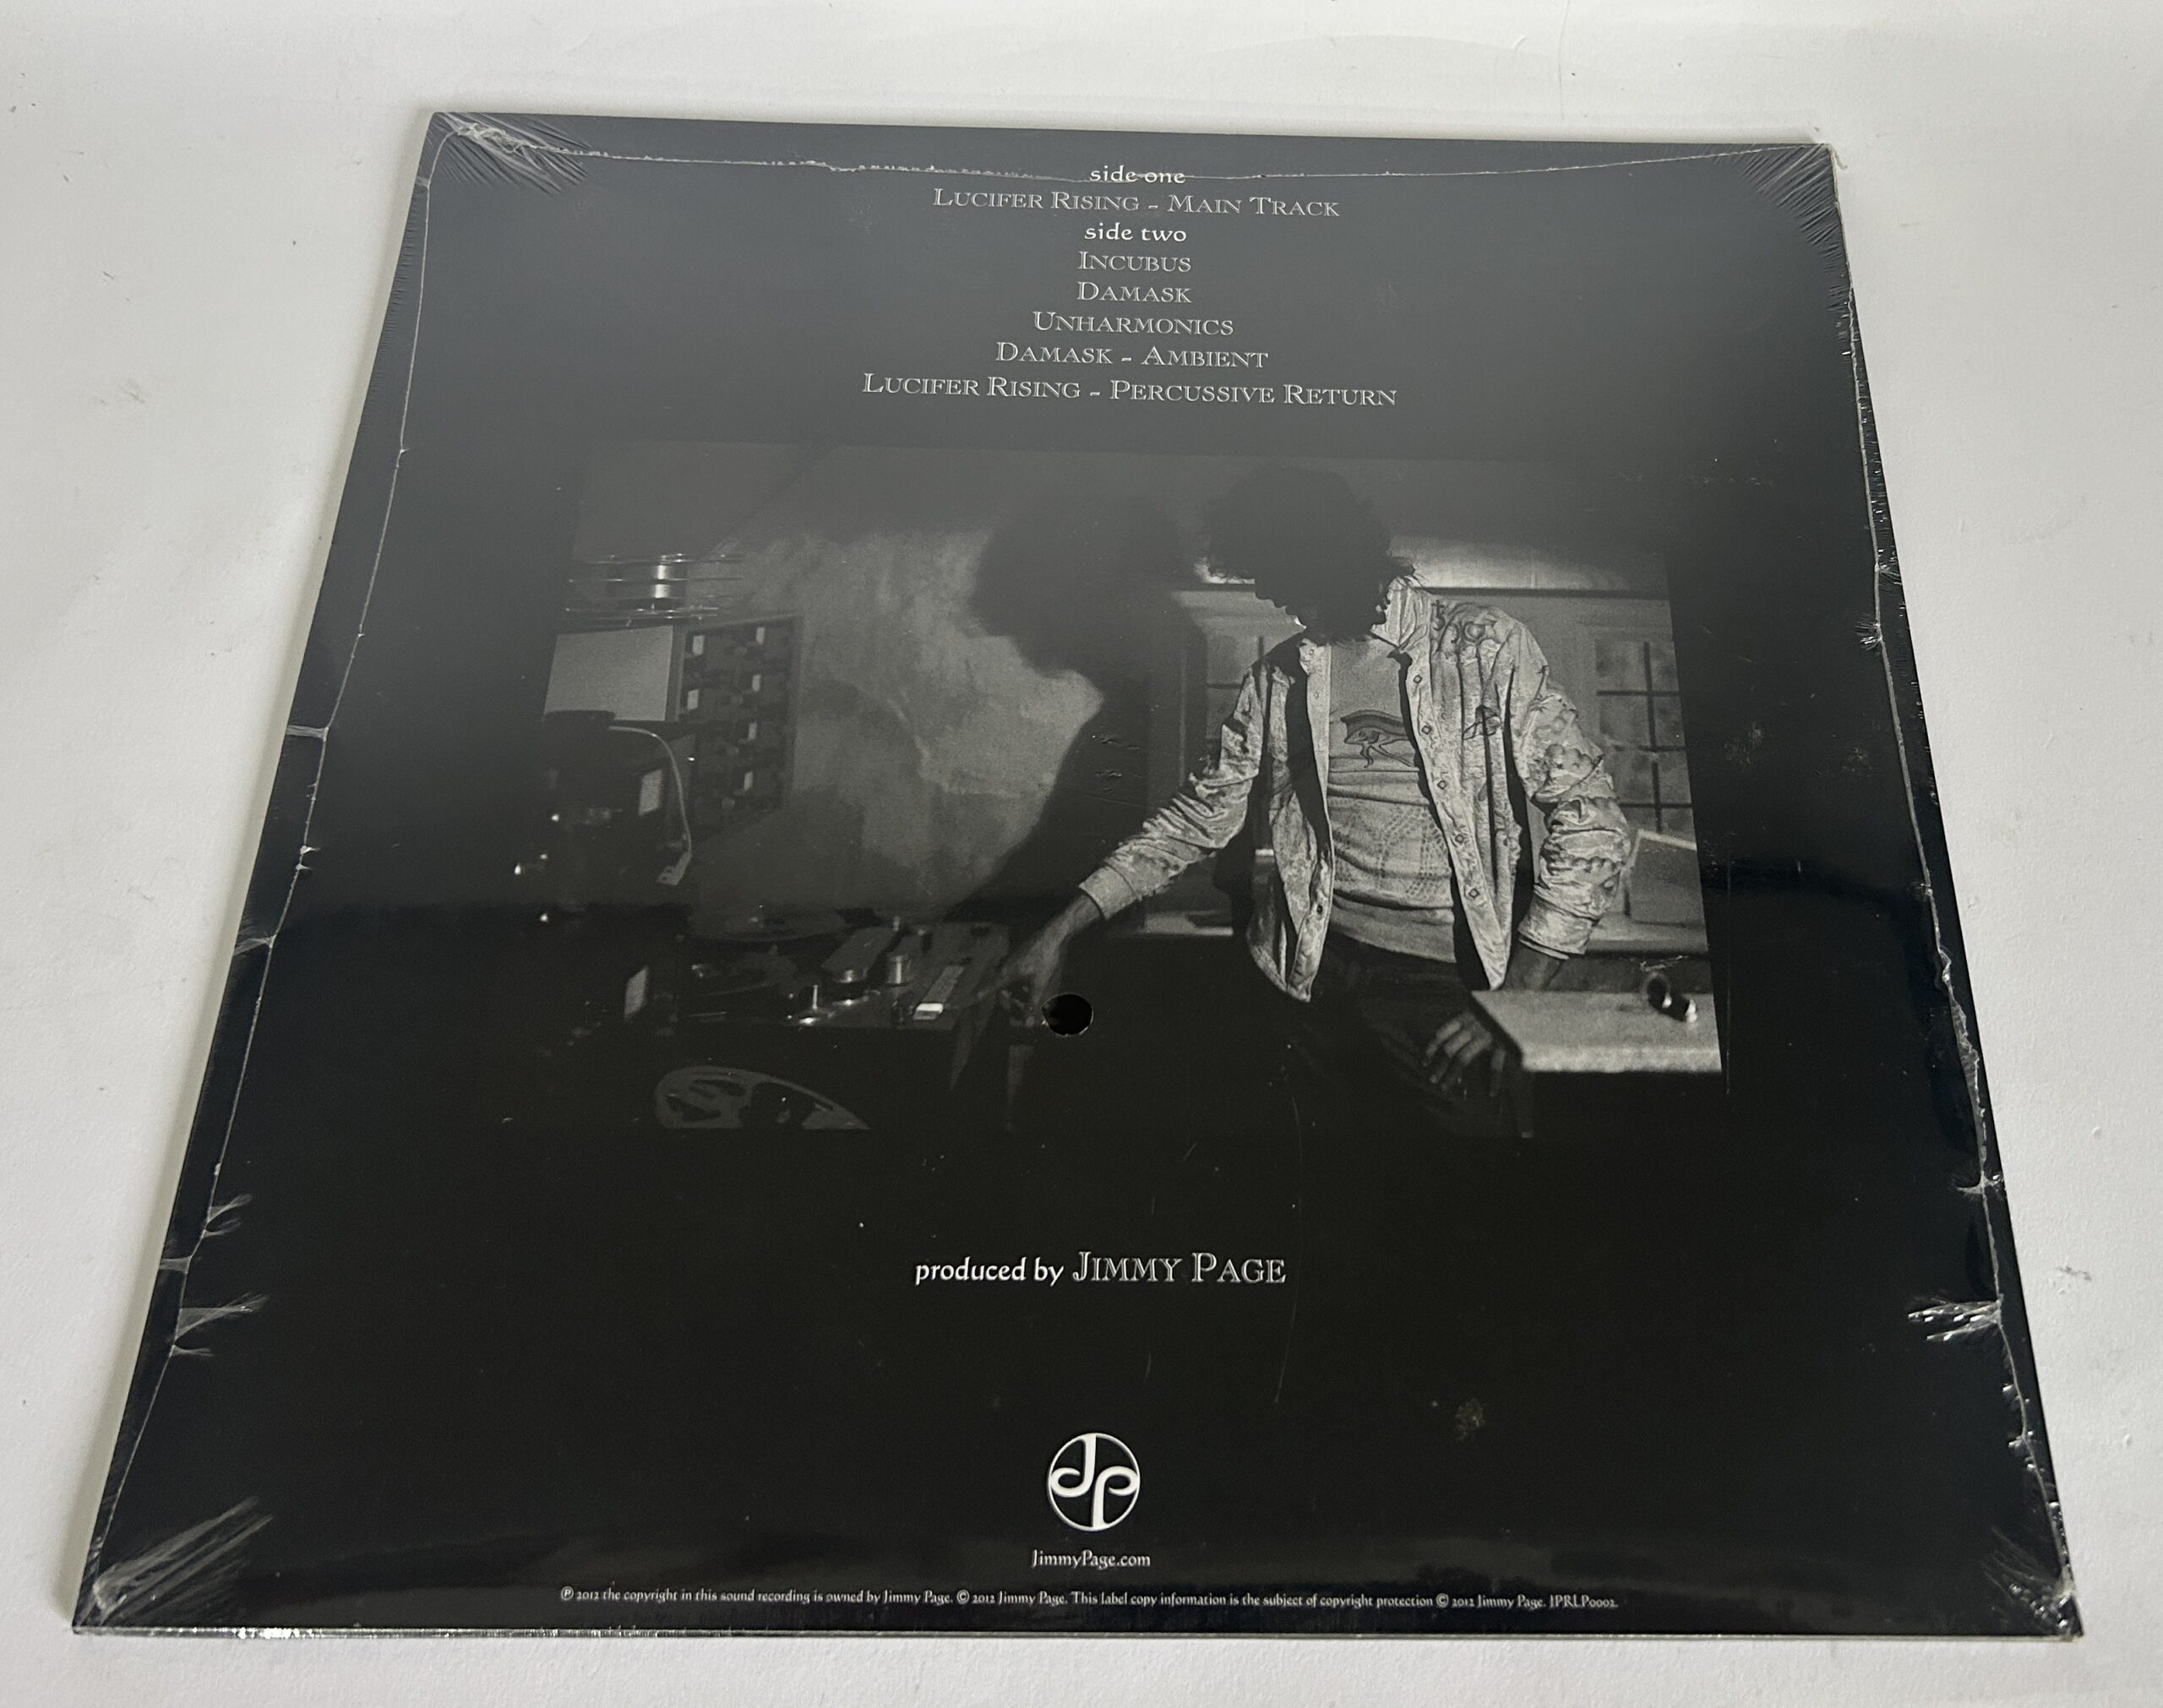 side one
Lucifer Rising - Main Track
side two
Incubus
Damask
Unharmonics
Damask - Ambient
Lucifer Rising - Percussive Return
produced by Jimmy Page
JP
JimmyPage.com
℗ 2012 the copyright in this sound recording is owned by Jimmy Page. © 2012 Jimmy Page. This label copy information is the subject of copyright protection © 2012 Jimmy Page. JPRLP0002.